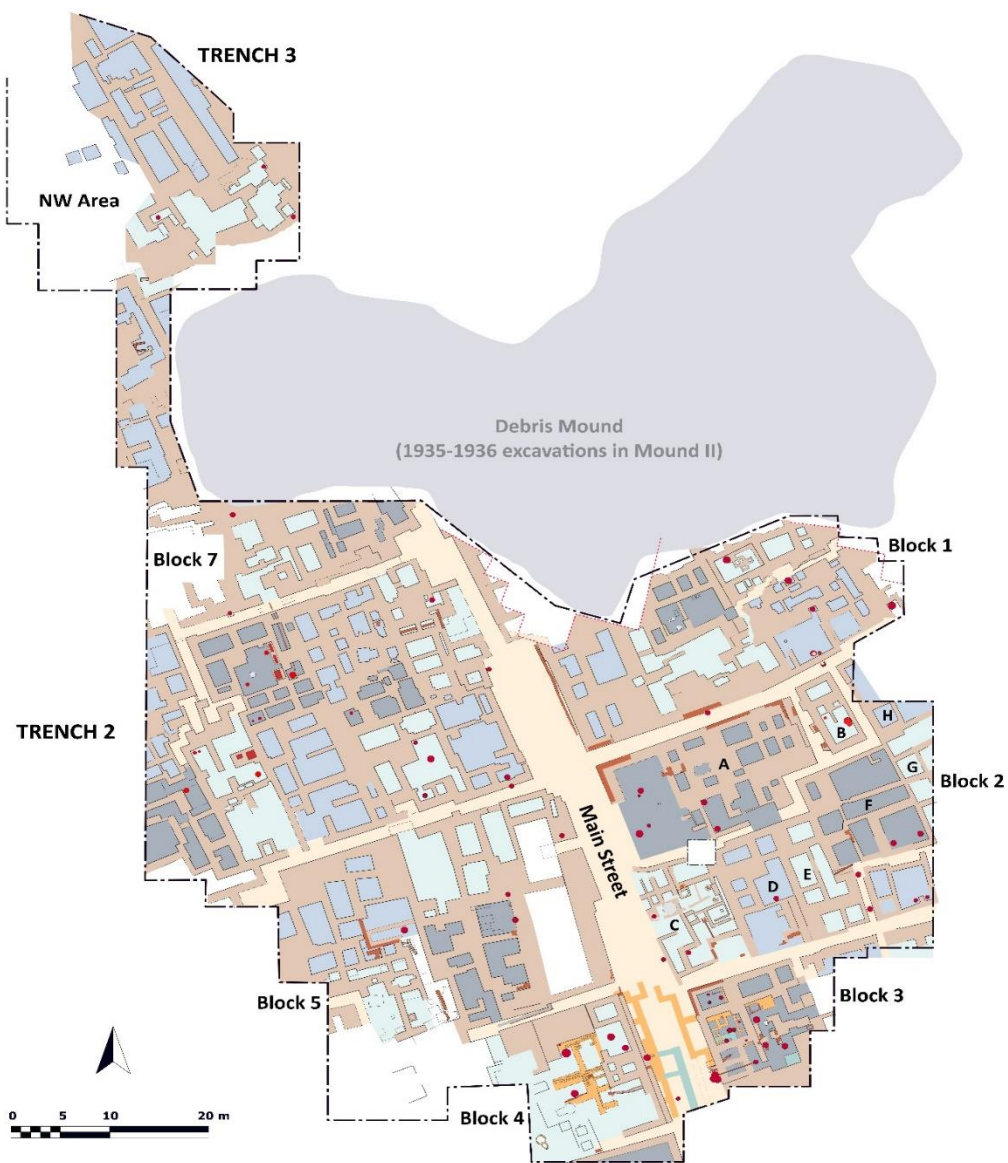 TRENCH 3
NW Area
Debris Mound
(1935-1936 excavations in Mound II)
Block 7
Block 1
TRENCH 2
H
B
A
G
Block 2
F
Main Street
E
D
C
Block 5
Block 3
Block 4
0 5 10 20 m